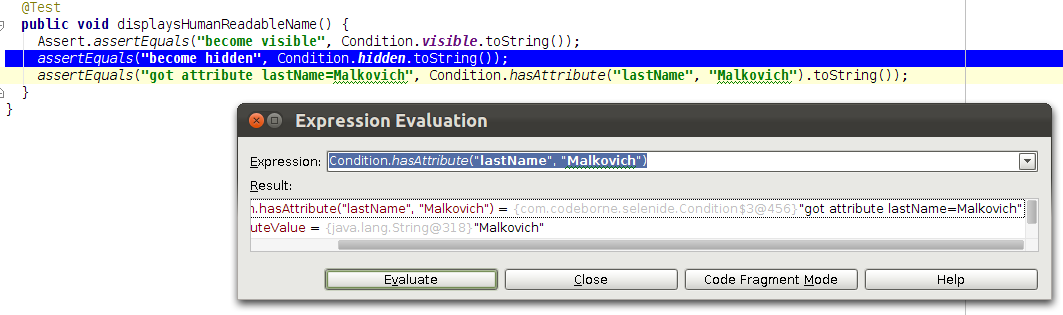 @Test
public void displaysHumanReadableName() {
Assert.assertEquals("become visible", Condition.visible.toString());
assertEquals("become hidden", Condition.hidden.toString());
assertEquals("got attribute lastName=Malkovich", Condition.hasAttribute("lastName", "Malkovich").toString());
}
}
Expression Evaluation
Expression: Condition.hasAttribute("lastName", "Malkovich")
Result:
n.hasAttribute("lastName", "Malkovich") = {com.codeborne.selenide.Condition$3@456}"got attribute lastName=Malkovich"
uteValue = {java.lang.String@318}"Malkovich"
Evaluate Close Code Fragment Mode Help